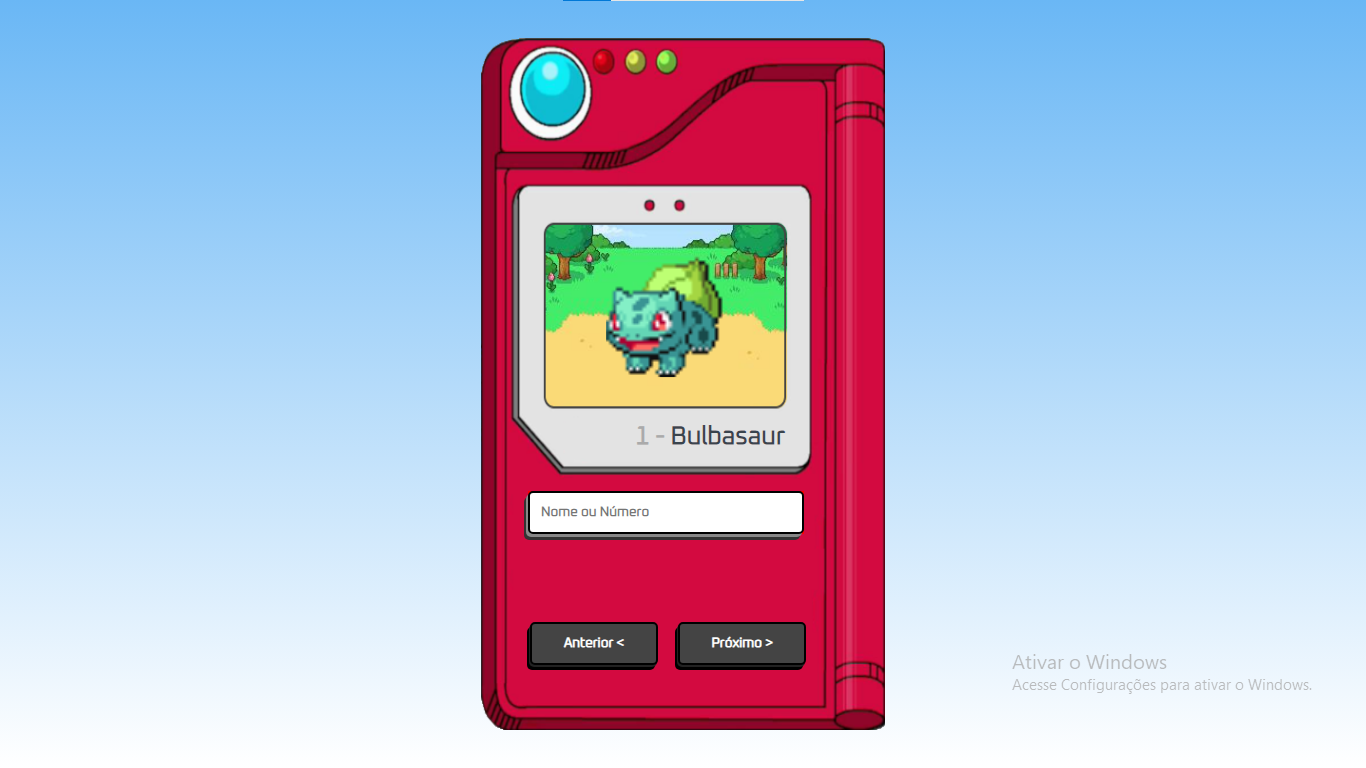 1 - Bulbasaur
Nome ou Número
Anterior <
Próximo >
Ativar o Windows
Acesse Configurações para ativar o Windows.